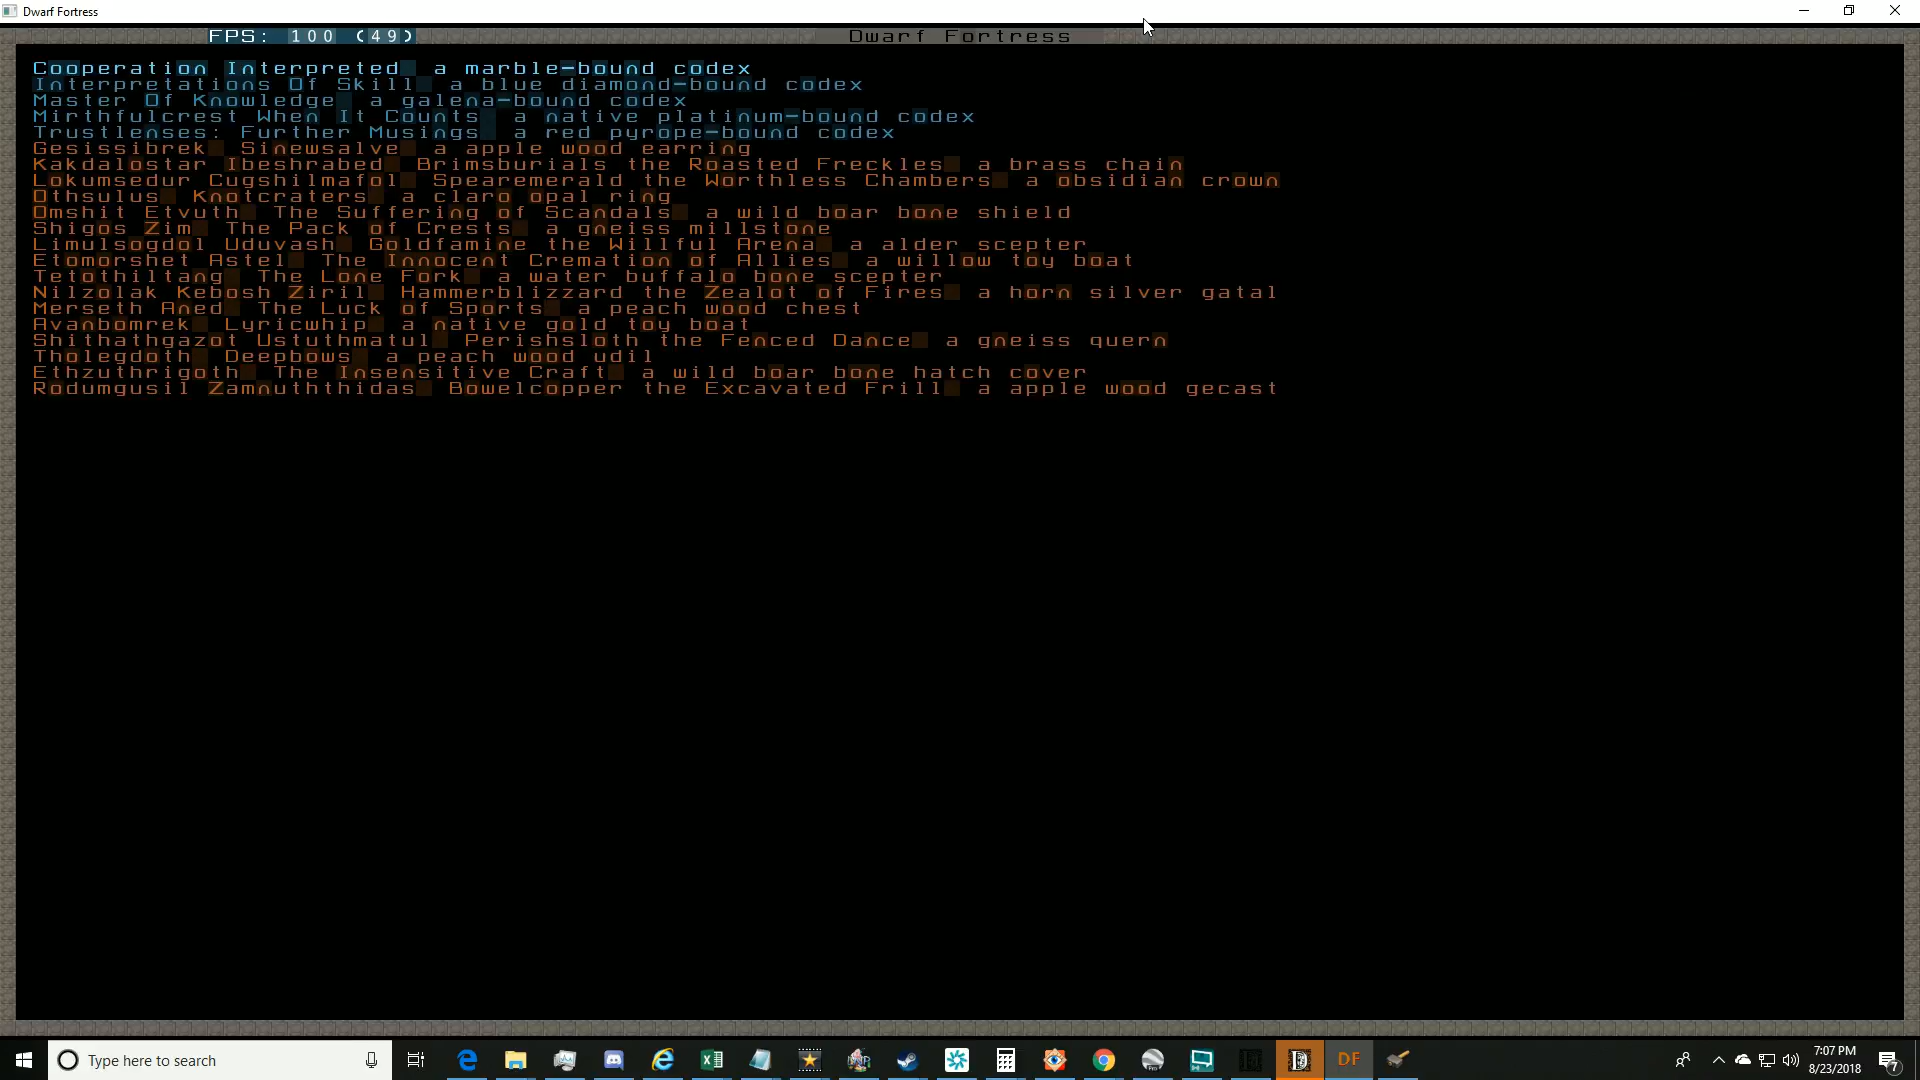 Dwarf Fortress
FPS: 100 (49)
Dwarf Fortress
Cooperation Interpreted a marble-bound codex
Interpretations Of Skill a blue diamond-bound codex
Master Of Knowledge a galena-bound codex
Mirthfulcrest When It Counts a native platinum-bound codex
Trustlenses: Further Musings a red pyrope-bound codex
Gesissibrek Sinewsalve a apple wood earring
Kakdalostar Ibeshrabed Brimsburials the Roasted Freckles a brass chain
Lokumsedur Cugshilmafol Spearemerald the Worthless Chambers a obsidian crown
Othsulus Knotcraters a claro opal ring
Omshit Etvuth The Suffering of Scandals a wild boar bone shield
Shigos Zim The Pack of Crests a gneiss millstone
Limulsogdol Uduvash Goldfamine the Willful Arena a alder scepter
Etomorshet Astel The Innocent Cremation of Allies a willow toy boat
Tetothiltang The Lone Fork a water buffalo bone scepter
Nilzolak Kebosh Ziril Hammerblizzard the Zealot of Fires a horn silver gatal
Merseth Aned The Luck of Sports a peach wood chest
Avanbomrek Lyricwhip a native gold toy boat
Shithathgazot Ustuthmatul Perishsloth the Fenced Dance a gneiss quern
Tholegdoth Deepbows a peach wood udil
Ethzuthrigoth The Insensitive Craft a wild boar bone hatch cover
Rodumgusil Zamnuththidas Bowelcopper the Excavated Frill a apple wood gecast
Type here to search
DF
7:07 PM
8/23/2018
7